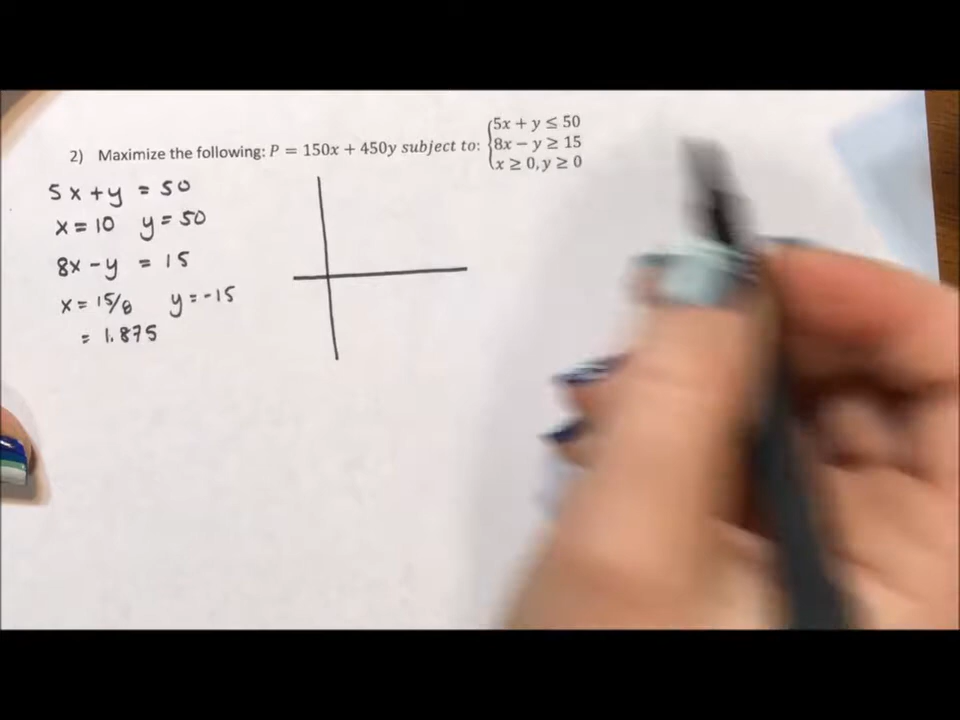 2) Maximize the following: P = 150x + 450y subject to: {5x + y ≤ 50
8x − y ≥ 15
x ≥ 0, y ≥ 0
5x + y = 50
x = 10 y = 50
8x − y = 15
x = 15/8 y = -15
= 1.875